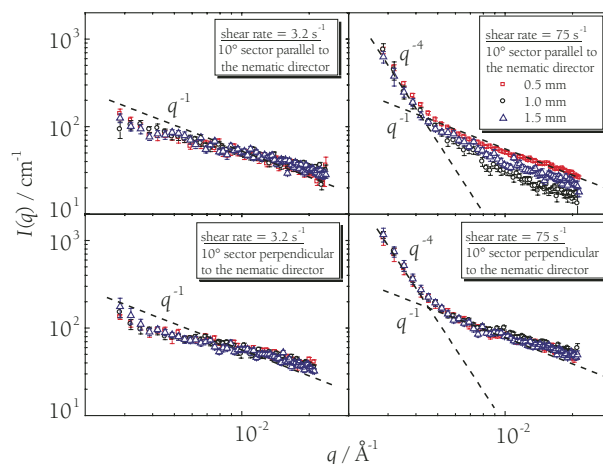 10³
10²
10¹
10³
10²
10¹
I(q) / cm⁻¹
shear rate = 3.2 s⁻¹
10° sector parallel to
the nematic director
q⁻¹
shear rate = 75 s⁻¹
10° sector parallel to
the nematic director
0.5 mm
1.0 mm
1.5 mm
q⁻⁴
q⁻¹
shear rate = 3.2 s⁻¹
10° sector perpendicular
to the nematic director
q⁻¹
shear rate = 75 s⁻¹
10° sector perpendicular
to the nematic director
q⁻⁴
q⁻¹
10⁻²
10⁻²
q / Å⁻¹